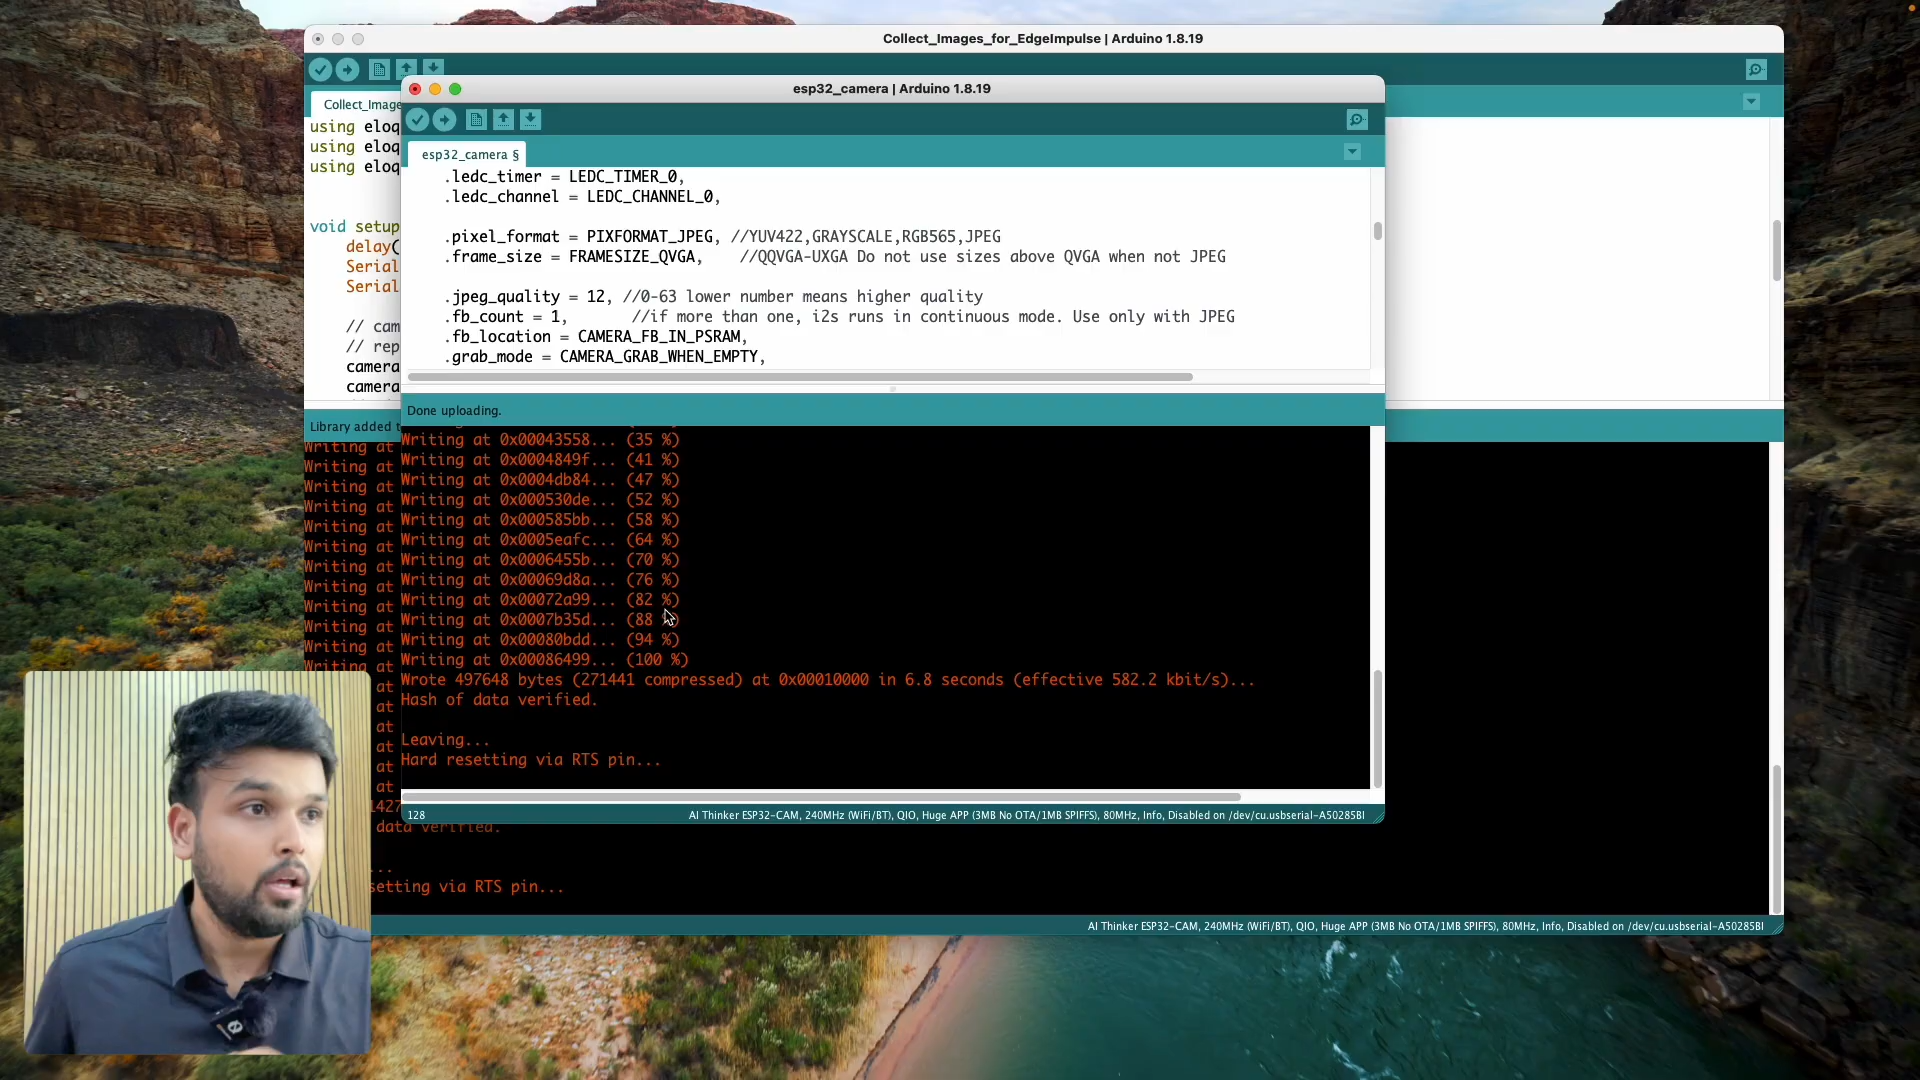 Collect_Images_for_EdgeImpulse | Arduino 1.8.19
Collect_Image
using eloq
using eloq
using eloq
void setup
delay(
Serial
Serial
// cam
// rep
camera
camera
Library added t
Writing at
Writing at
Writing at
Writing at
Writing at
Writing at
Writing at
Writing at
Writing at
Writing at
Writing at
Writing at
at
at
at
at
at
at
1427
data verified.
...
setting via RTS pin...
AI Thinker ESP32-CAM, 240MHz (WiFi/BT), QIO, Huge APP (3MB No OTA/1MB SPIFFS), 80MHz, Info, Disabled on /dev/cu.usbserial-A50285BI
esp32_camera | Arduino 1.8.19
esp32_camera §
.ledc_timer = LEDC_TIMER_0,
.ledc_channel = LEDC_CHANNEL_0,
.pixel_format = PIXFORMAT_JPEG, //YUV422,GRAYSCALE,RGB565,JPEG
.frame_size = FRAMESIZE_QVGA,    //QQVGA-UXGA Do not use sizes above QVGA when not JPEG
.jpeg_quality = 12, //0-63 lower number means higher quality
.fb_count = 1,       //if more than one, i2s runs in continuous mode. Use only with JPEG
.fb_location = CAMERA_FB_IN_PSRAM,
.grab_mode = CAMERA_GRAB_WHEN_EMPTY,
Done uploading.
Writing at 0x00043558... (35 %)
Writing at 0x0004849f... (41 %)
Writing at 0x0004db84... (47 %)
Writing at 0x000530de... (52 %)
Writing at 0x000585bb... (58 %)
Writing at 0x0005eafc... (64 %)
Writing at 0x0006455b... (70 %)
Writing at 0x00069d8a... (76 %)
Writing at 0x00072a99... (82 %)
Writing at 0x0007b35d... (88 %)
Writing at 0x00080bdd... (94 %)
Writing at 0x00086499... (100 %)
Wrote 497648 bytes (271441 compressed) at 0x00010000 in 6.8 seconds (effective 582.2 kbit/s)...
Hash of data verified.
Leaving...
Hard resetting via RTS pin...
128
AI Thinker ESP32-CAM, 240MHz (WiFi/BT), QIO, Huge APP (3MB No OTA/1MB SPIFFS), 80MHz, Info, Disabled on /dev/cu.usbserial-A50285BI